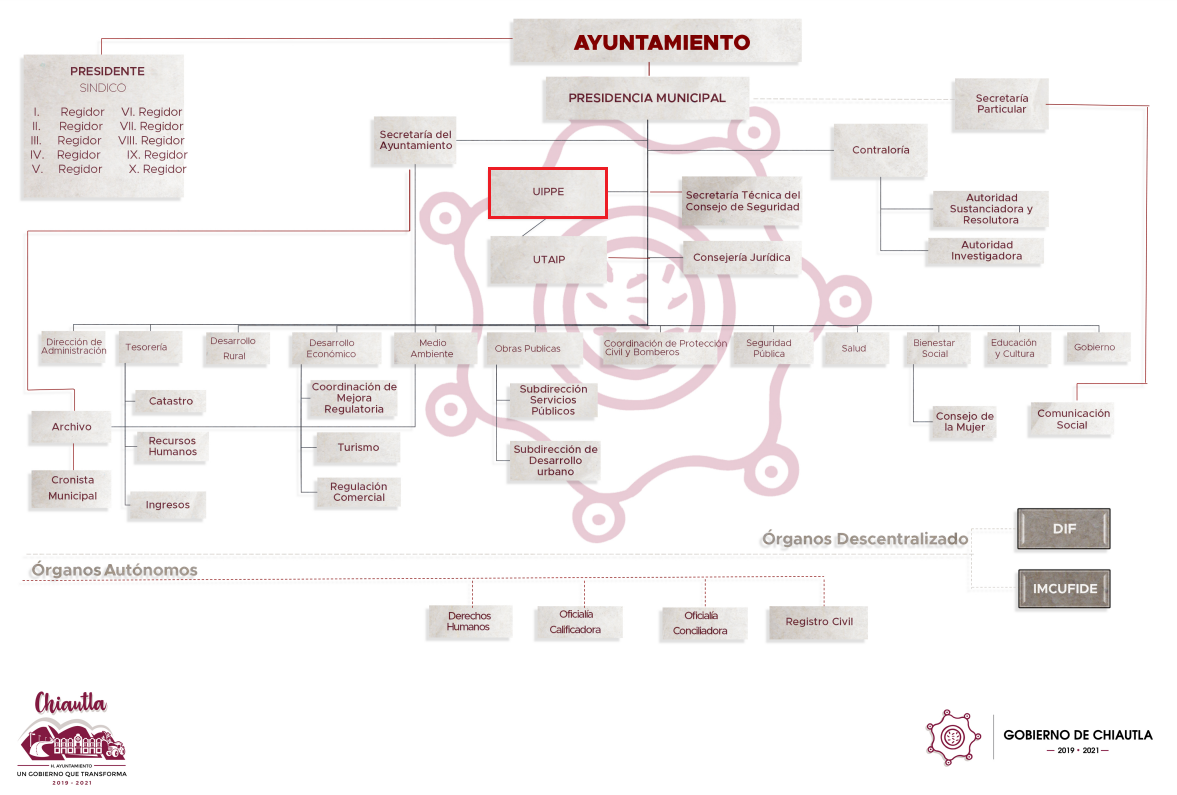 AYUNTAMIENTO
PRESIDENTE
SINDICO
I. Regidor VI. Regidor
II. Regidor VII. Regidor
III. Regidor VIII. Regidor
IV. Regidor IX. Regidor
V. Regidor X. Regidor
PRESIDENCIA MUNICIPAL
Secretaría
Particular
Secretaría del
Ayuntamiento
Contraloría
UIPPE
Secretaría Técnica del
Consejo de Seguridad
Autoridad
Sustanciadora y
Resolutora
UTAIP
Consejería Jurídica
Autoridad
Investigadora
Dirección de
Administración
Tesorería
Desarrollo
Rural
Desarrollo
Económico
Medio
Ambiente
Obras Publicas
Coordinación de Protección
Civil y Bomberos
Seguridad
Pública
Salud
Bienestar
Social
Educación
y Cultura
Gobierno
Archivo
Cronista
Municipal
Catastro
Recursos
Humanos
Ingresos
Coordinación de
Mejora
Regulatoria
Turismo
Regulación
Comercial
Subdirección
Servicios
Públicos
Subdirección de
Desarrollo
urbano
Consejo de
la Mujer
Comunicación
Social
Órganos Descentralizado
DIF
IMCUFIDE
Órganos Autónomos
Derechos
Humanos
Oficialía
Calificadora
Oficialía
Conciliadora
Registro Civil
Chiautla
H. AYUNTAMIENTO
UN GOBIERNO QUE TRANSFORMA
2019 - 2021
GOBIERNO DE CHIAUTLA
2019 • 2021